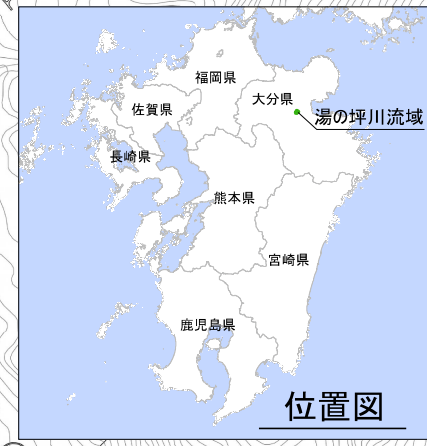 福岡県
大分県
佐賀県
湯の坪川流域
長崎県
熊本県
宮崎県
鹿児島県
位置図